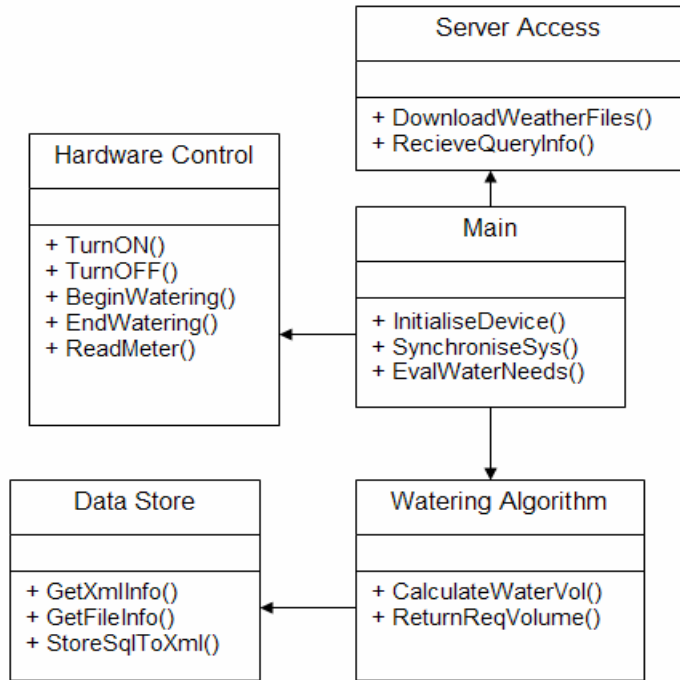 Server Access
+ DownloadWeatherFiles()
+ RecieveQueryInfo()
Hardware Control
+ TurnON()
+ TurnOFF()
+ BeginWatering()
+ EndWatering()
+ ReadMeter()
Main
+ InitialiseDevice()
+ SynchroniseSys()
+ EvalWaterNeeds()
Data Store
+ GetXmlInfo()
+ GetFileInfo()
+ StoreSqlToXml()
Watering Algorithm
+ CalculateWaterVol()
+ ReturnReqVolume()